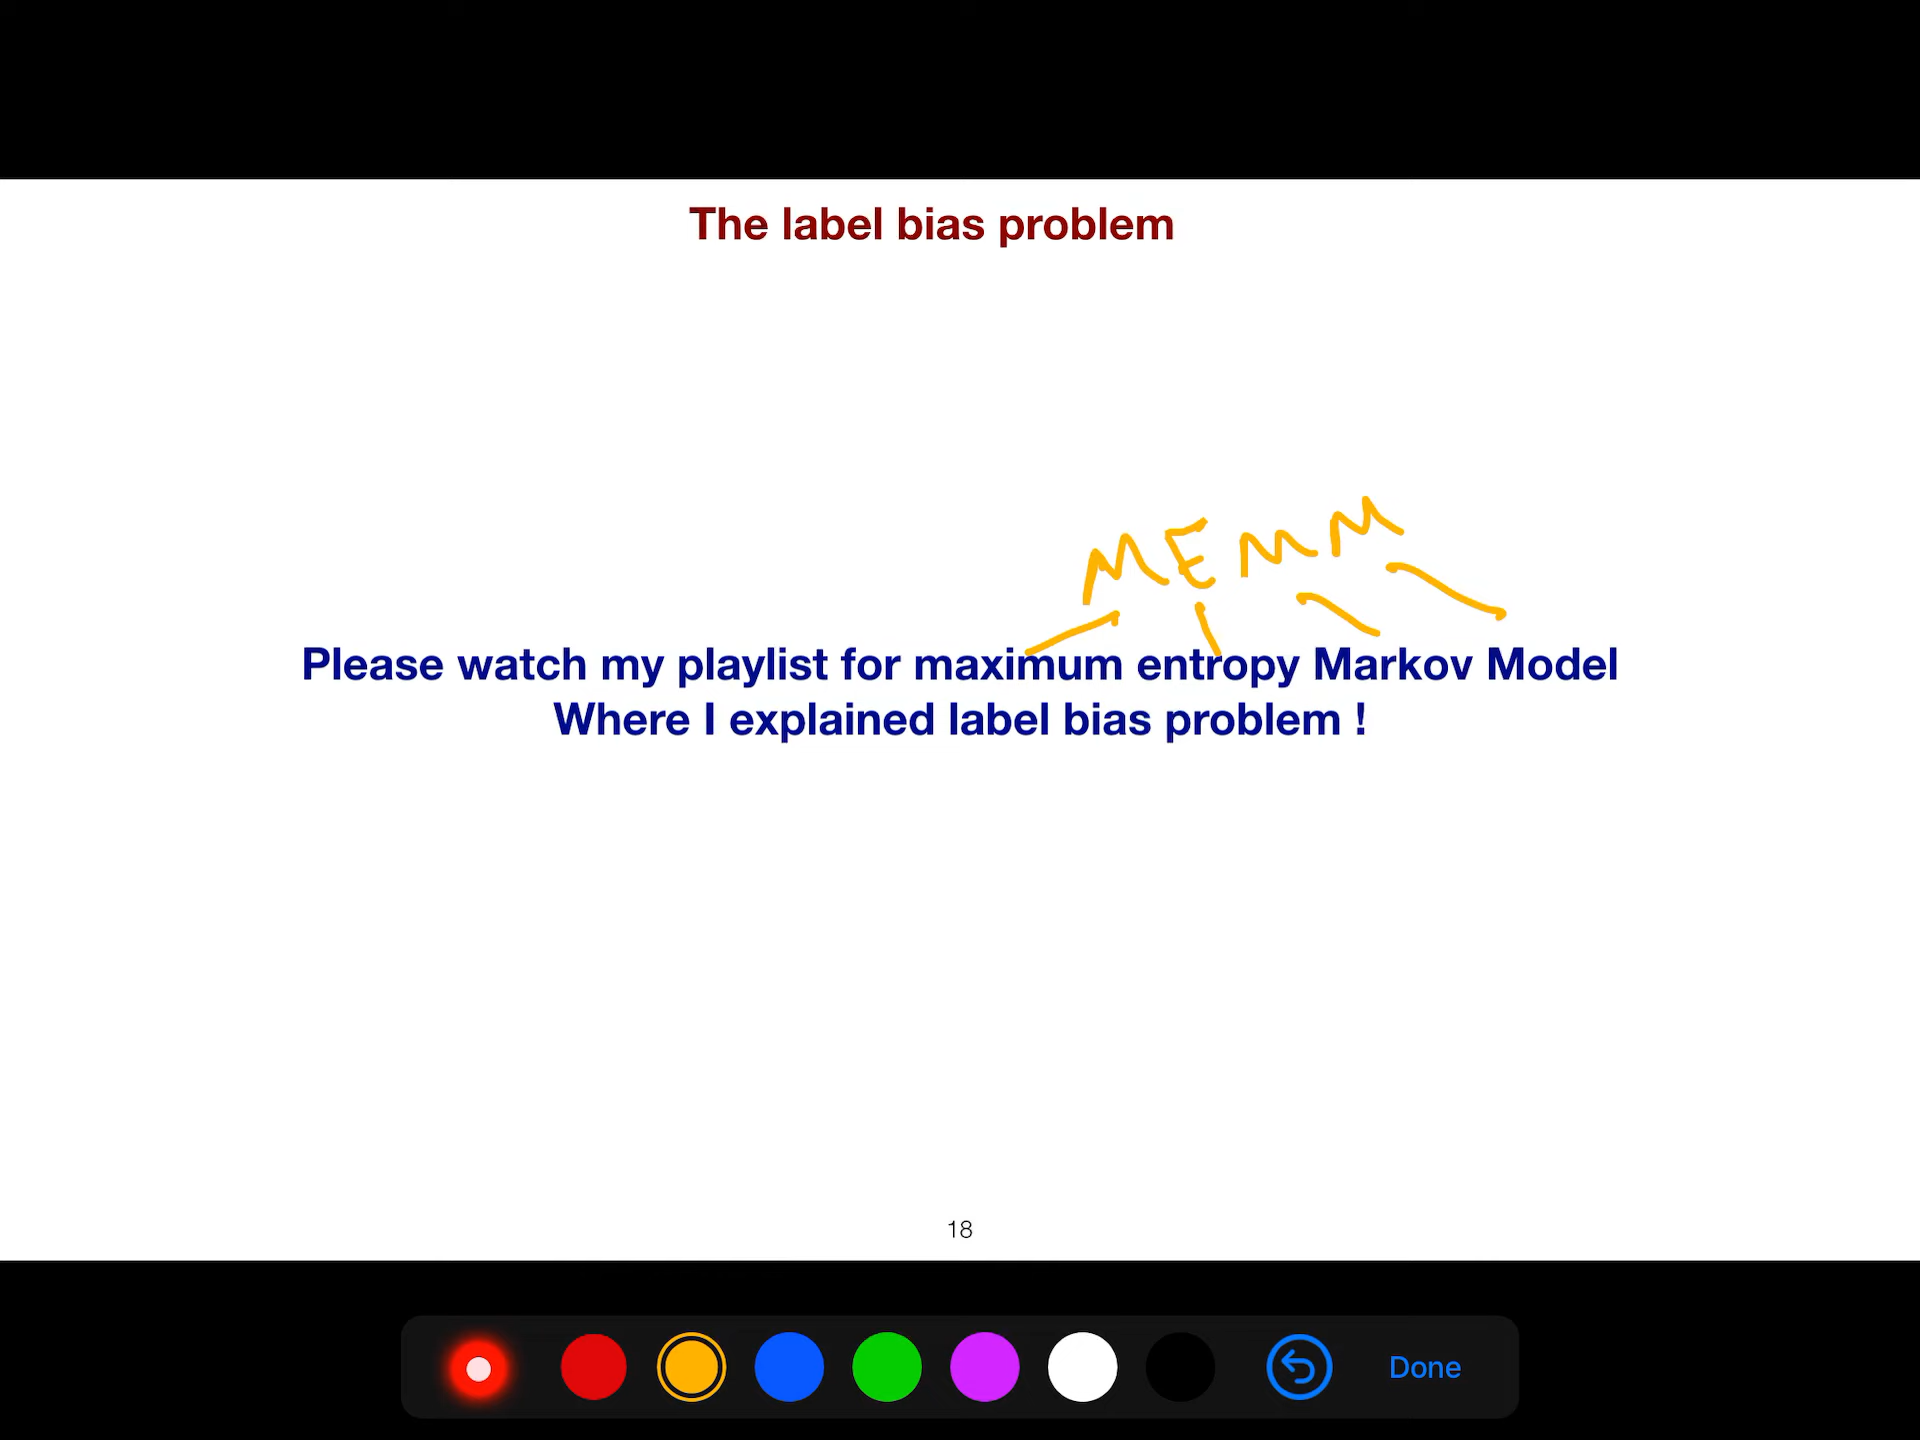 The label bias problem
MEMM
Please watch my playlist for maximum entropy Markov Model
Where I explained label bias problem !
18
Done